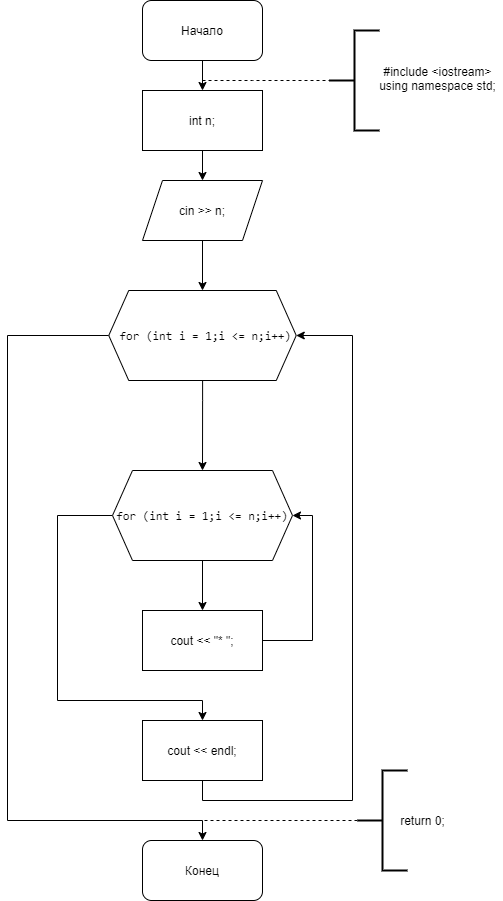 Начало
#include <iostream>
using namespace std;
int n;
cin >> n;
for (int i = 1;i <= n;i++)
for (int i = 1;i <= n;i++)
cout << "* ";
cout << endl;
return 0;
Конец